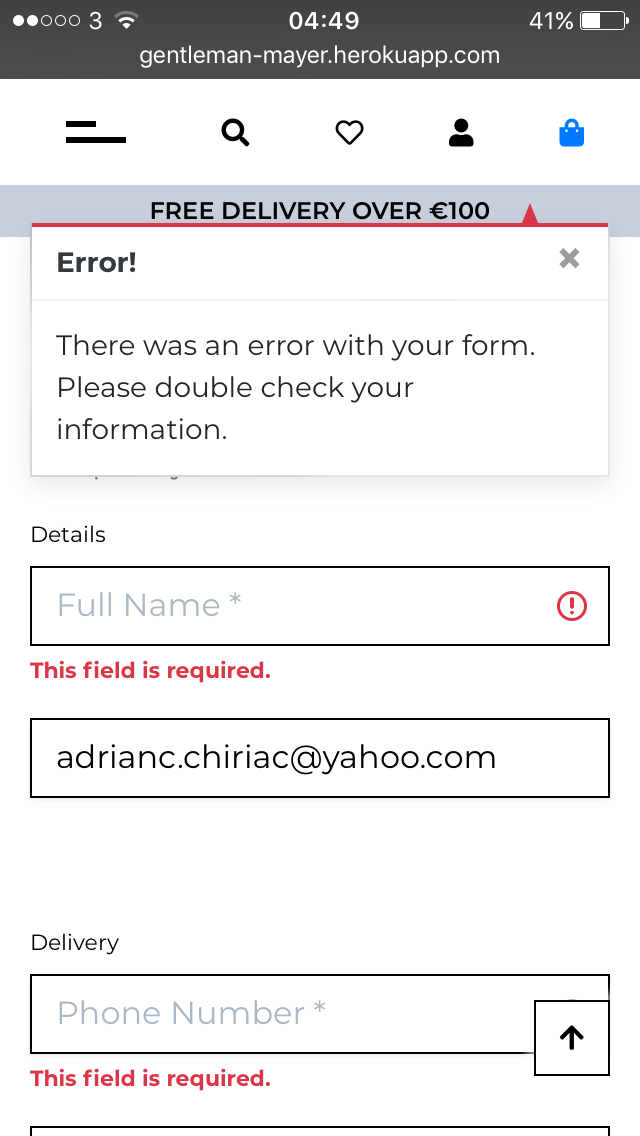 3 04:49 41%
gentleman-mayer.herokuapp.com
FREE DELIVERY OVER €100
Error!
There was an error with your form.
Please double check your
information.
Details
Full Name *
This field is required.
adrianc.chiriac@yahoo.com
Delivery
Phone Number *
This field is required.